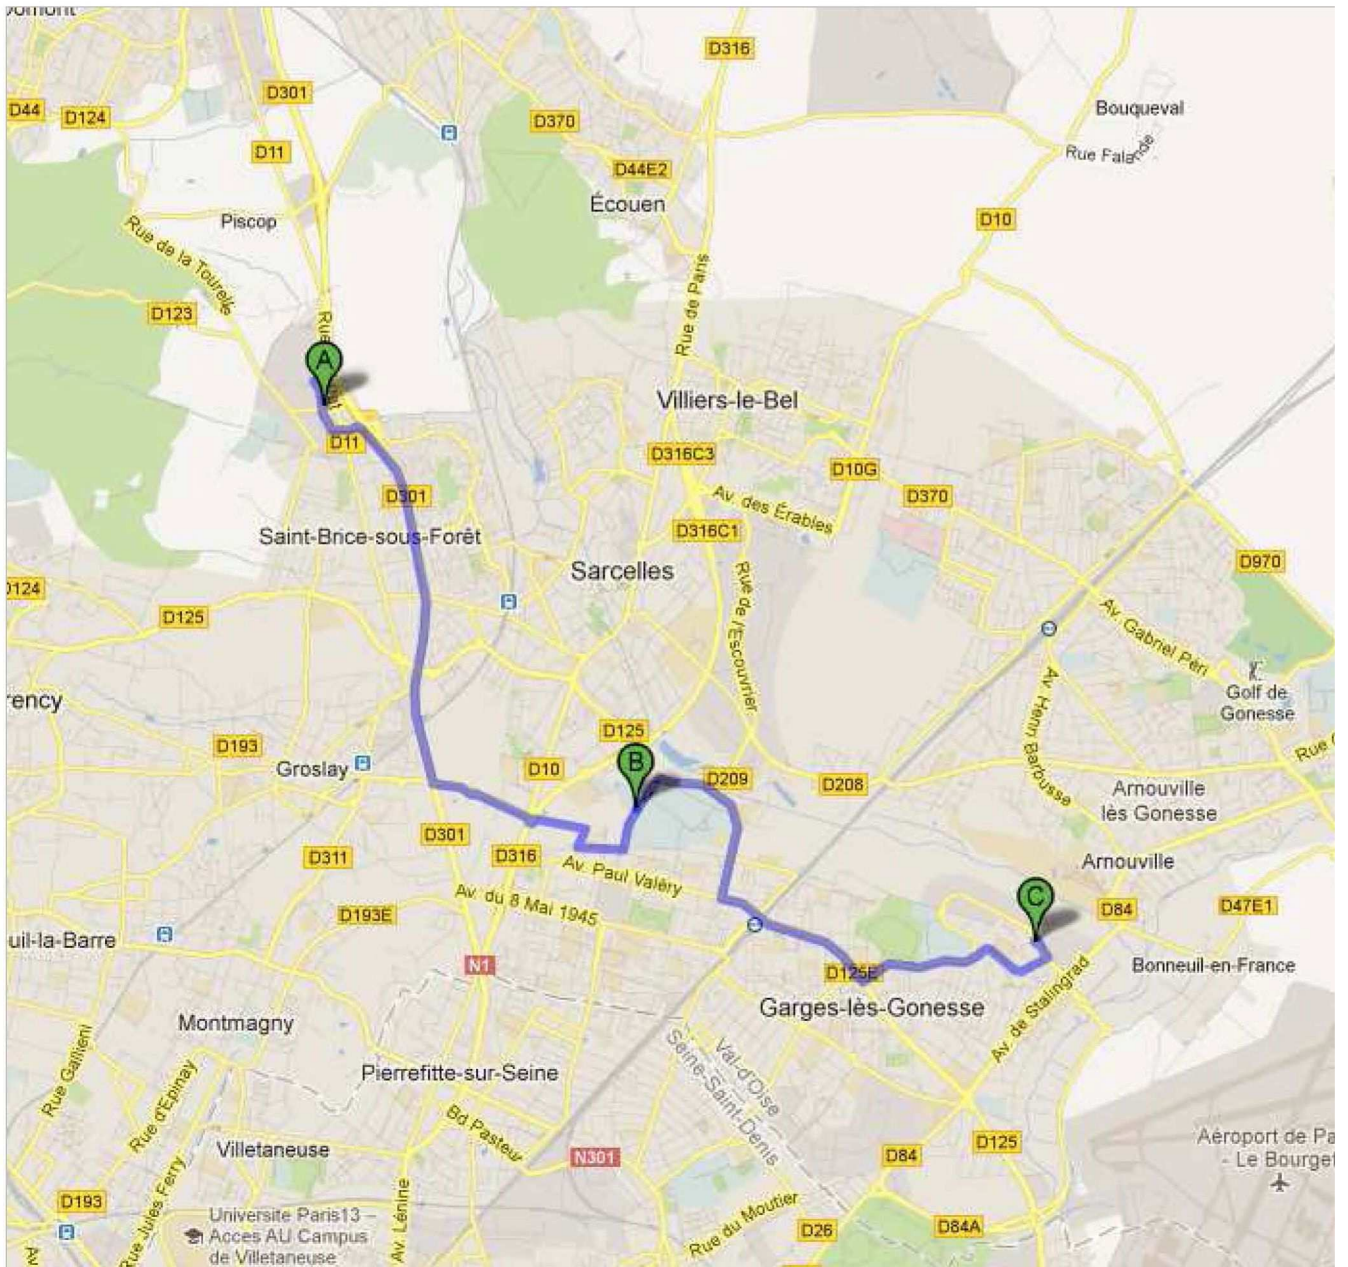 D316
D301
D44
D124
D370
Bouqueval
D11
Rue Falande
D44E2
Écouen
Piscop
D10
Rue de la Tourelle
Rue de Paris
D123
Rue
A
Villiers-le-Bel
D11
D316C3
D10G
D301
Av. des Érables
D370
D316C1
Saint-Brice-sous-Forêt
Sarcelles
D970
D124
D125
Rue de l'Escouvrier
Av. Gabriel Péri
Golf de
Gonesse
rency
Av. Henri Barbusse
D125
D193
Groslay
D10
B
D209
D208
Rue
Arnouville
lès Gonesse
D301
D311
D316
Av. Paul Valéry
Arnouville
Av. du 8 Mai 1945
C
D193E
D84
D47E1
uil-la-Barre
N1
D125E
Bonneuil-en-France
Garges-lès-Gonesse
Av. de Stalingrad
Montmagny
Val-d'Oise
Seine-Saint-Denis
Pierrefitte-sur-Seine
Rue Gallieni
Rue d'Epinay
Bd Pasteur
Villetaneuse
N301
D84
D125
Aéroport de Pa
- Le Bourget
D193
Rue Jules Ferry
Av. Lénine
Universite Paris13 –
Acces AU Campus
de Villetaneuse
Rue du Moutier
D26
D84A
Av